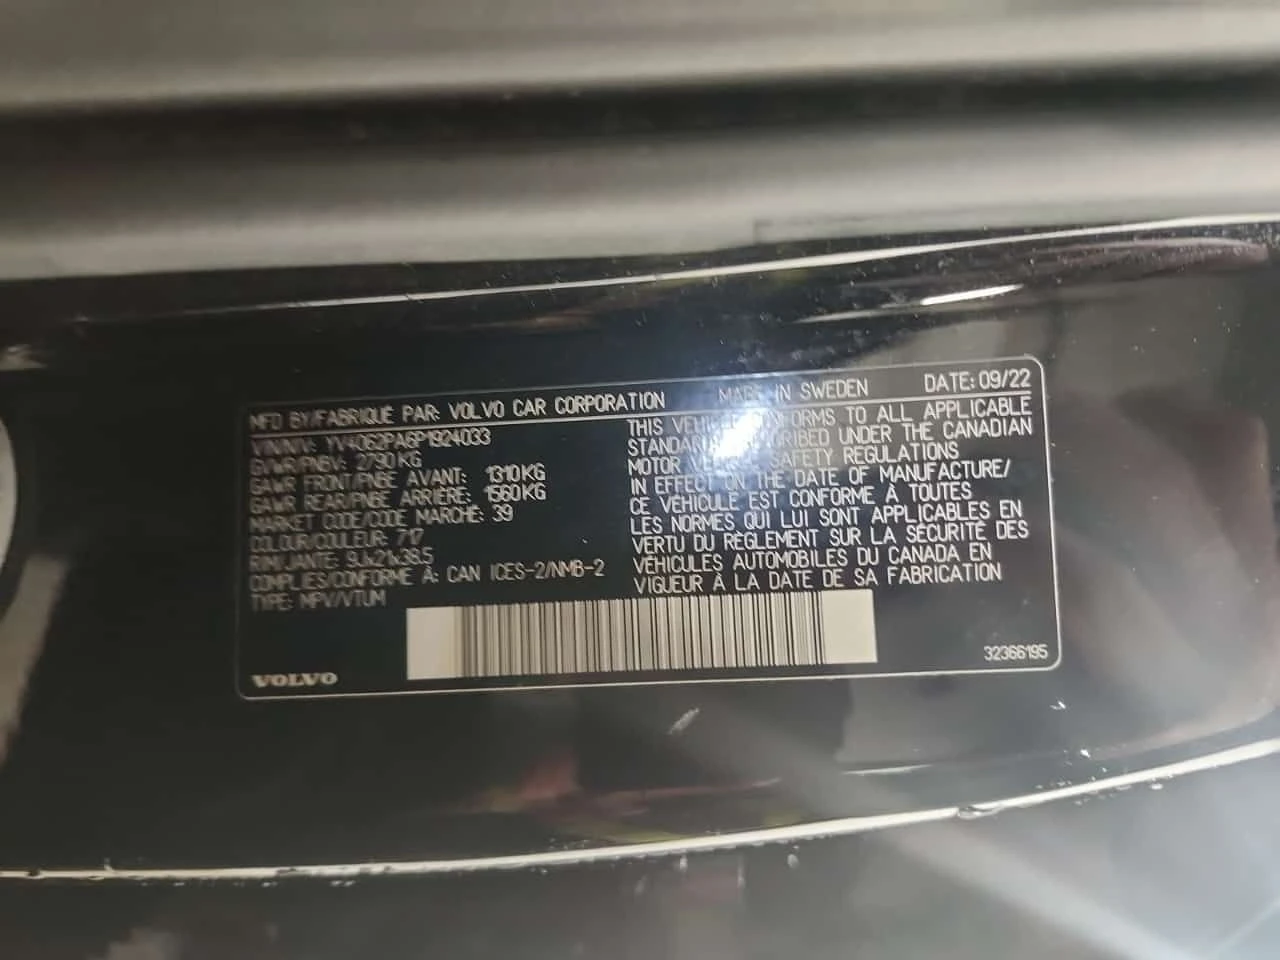 MFD BY/FABRIQUÉ PAR: VOLVO CAR CORPORATION
MADE IN SWEDEN
DATE: 09/22
VIN/NIV: YV4062PA6P1924033
GVWR/PNBV: 2790 KG
GAWR FRONT/PNBE AVANT: 1310 KG
GAWR REAR/PNBE ARRIÈRE: 1560 KG
MARKET CODE/CODE MARCHÉ: 39
COLOUR/COULEUR: 717
RIM/JANTE: 9Jx21x38.5
COMPLIES/CONFORME À: CAN ICES-2/NMB-2
TYPE: MPV/VTUM
THIS VEHICLE CONFORMS TO ALL APPLICABLE
STANDARDS PRESCRIBED UNDER THE CANADIAN
MOTOR VEHICLE SAFETY REGULATIONS
IN EFFECT ON THE DATE OF MANUFACTURE/
CE VÉHICULE EST CONFORME À TOUTES
LES NORMES QUI LUI SONT APPLICABLES EN
VERTU DU RÈGLEMENT SUR LA SÉCURITÉ DES
VÉHICULES AUTOMOBILES DU CANADA EN
VIGUEUR À LA DATE DE SA FABRICATION
VOLVO
32366195